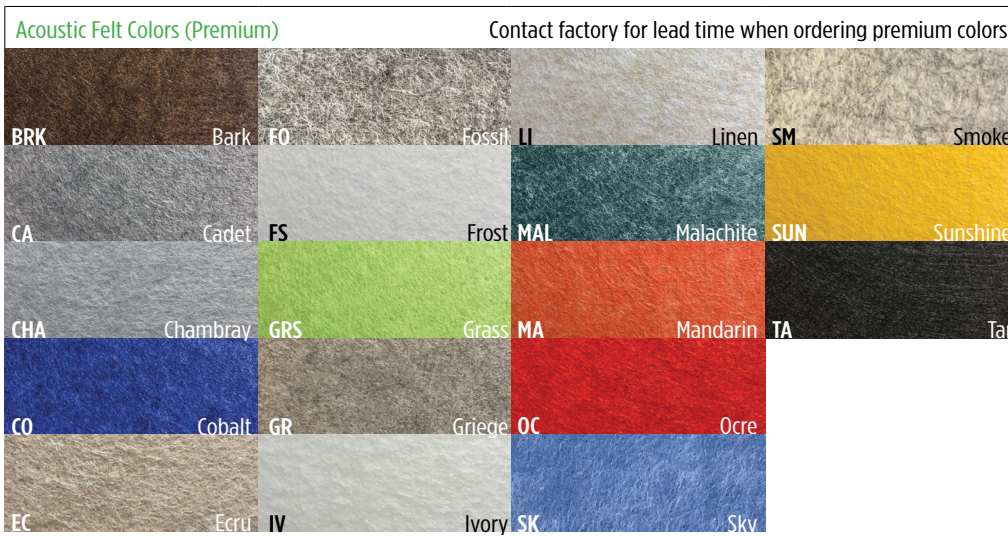 Acoustic Felt Colors (Premium) Contact factory for lead time when ordering premium colors
BRK Bark FO Fossil LI Linen SM Smoke
CA Cadet FS Frost MAL Malachite SUN Sunshine
CHA Chambray GRS Grass MA Mandarin TA Tar
CO Cobalt GR Griege OC Ocre
EC Ecru IV Ivory SK Sky